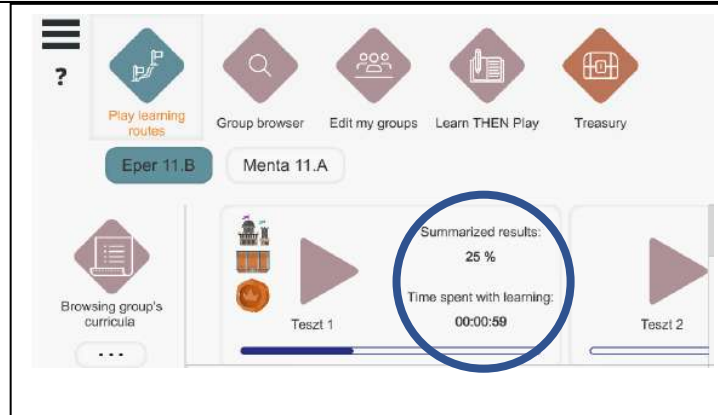 ?
Play learning
routes
Group browser
Edit my groups
Learn THEN Play
Treasury
Eper 11.B
Menta 11.A
Browsing group's
curricula
...
Teszt 1
Summarized results:
25 %
Time spent with learning:
00:00:59
Teszt 2